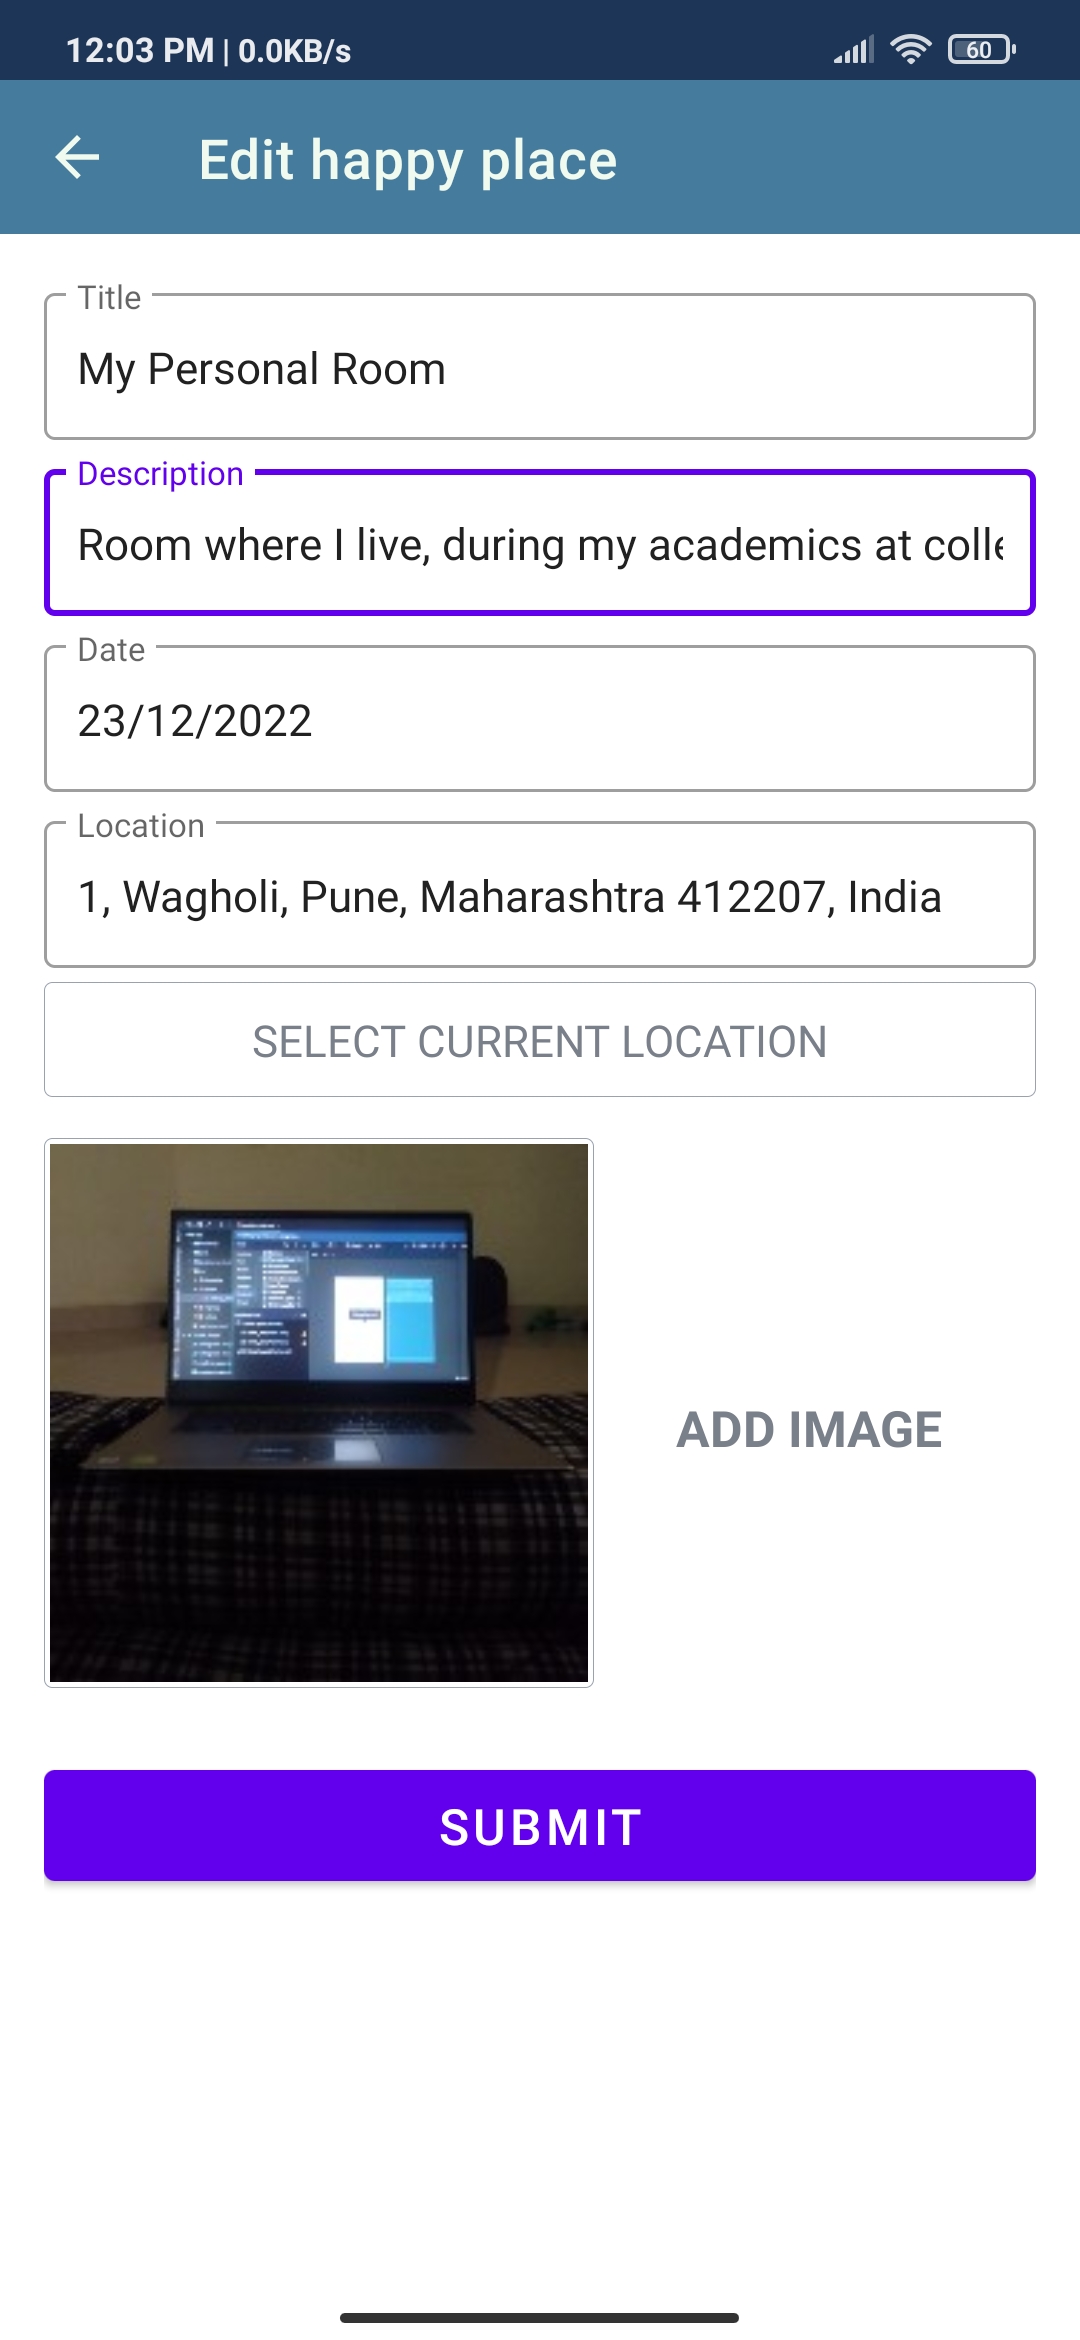 12:03 PM | 0.0KB/s
60
Edit happy place
Title
My Personal Room
Description
Room where I live, during my academics at colle
Date
23/12/2022
Location
1, Wagholi, Pune, Maharashtra 412207, India
SELECT CURRENT LOCATION
ADD IMAGE
SUBMIT